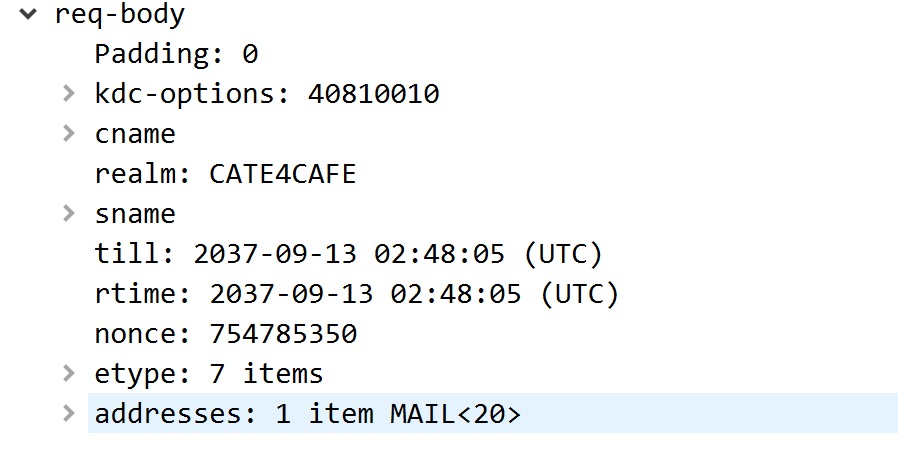 req-body
Padding: 0
kdc-options: 40810010
cname
realm: CATE4CAFE
sname
till: 2037-09-13 02:48:05 (UTC)
rtime: 2037-09-13 02:48:05 (UTC)
nonce: 754785350
etype: 7 items
addresses: 1 item MAIL<20>